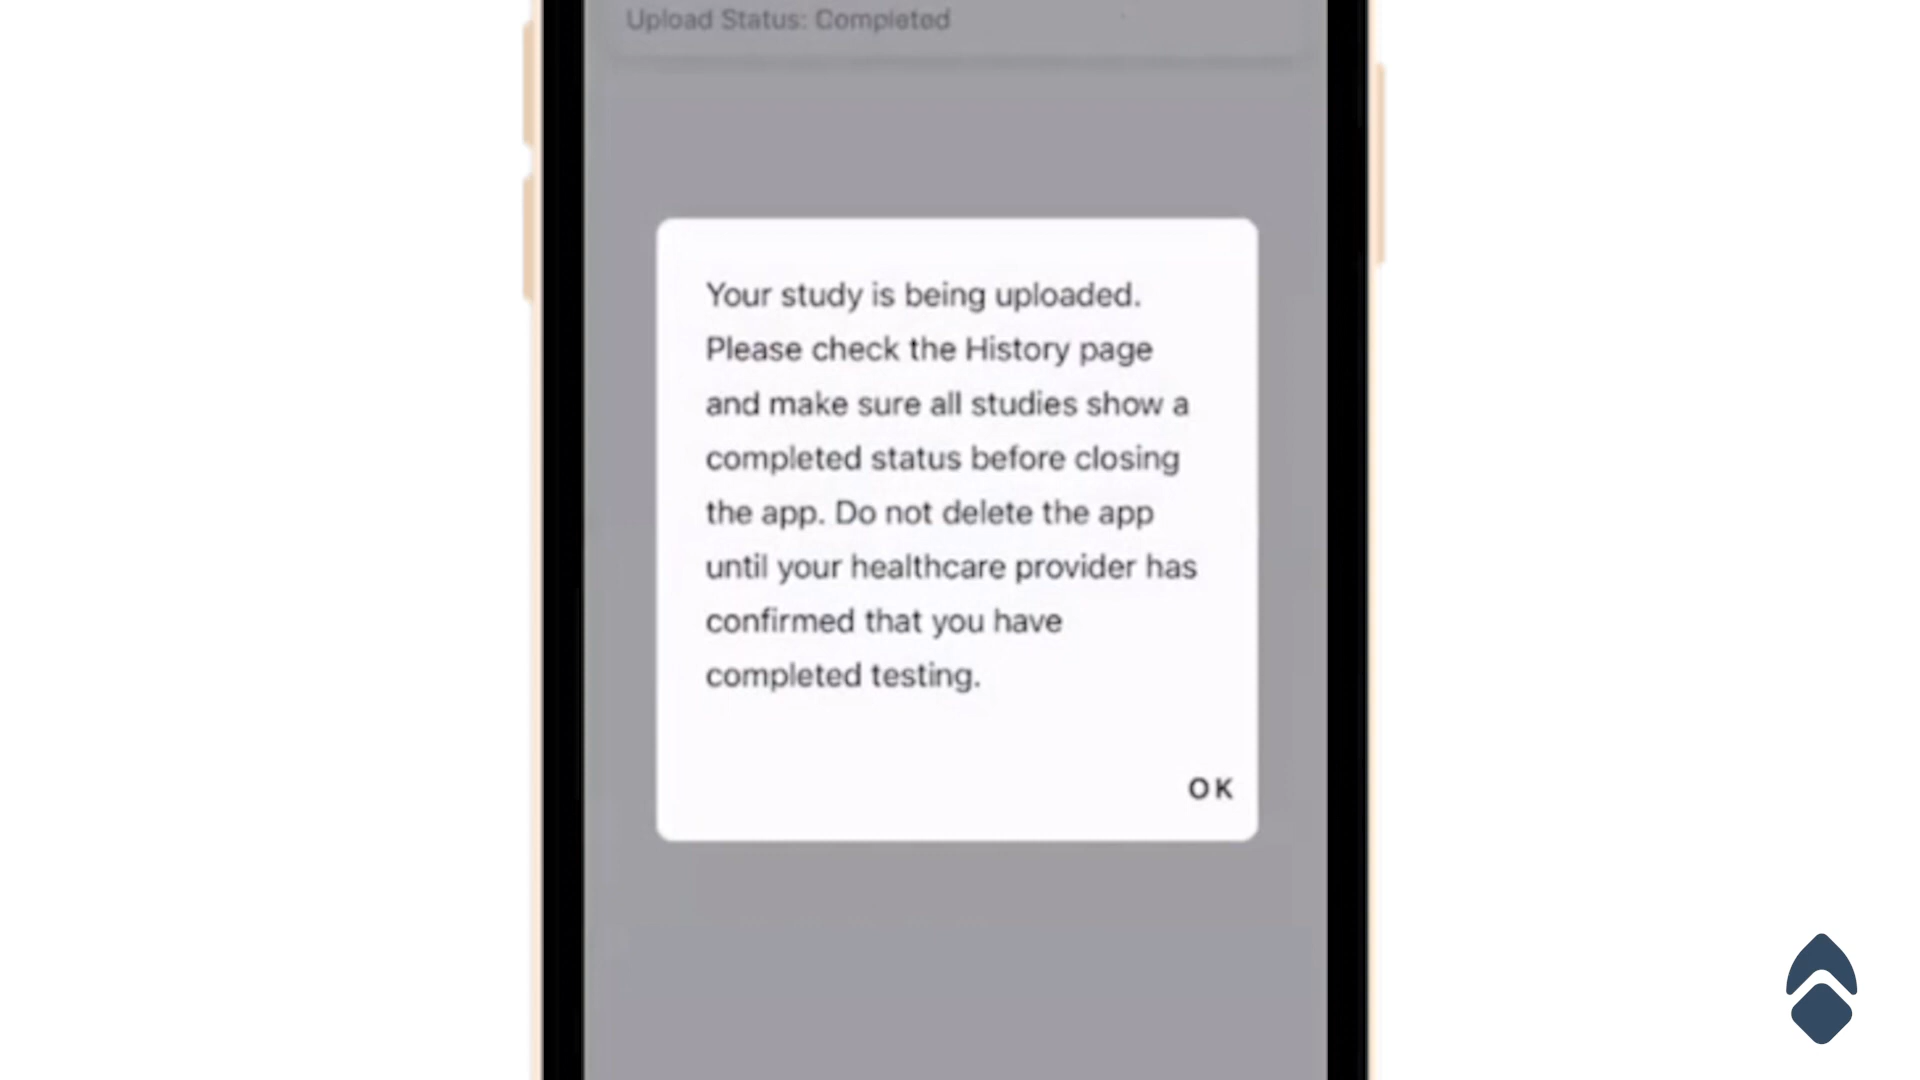 Upload Status: Completed
Your study is being uploaded.
Please check the History page
and make sure all studies show a
completed status before closing
the app. Do not delete the app
until your healthcare provider has
confirmed that you have
completed testing.
OK